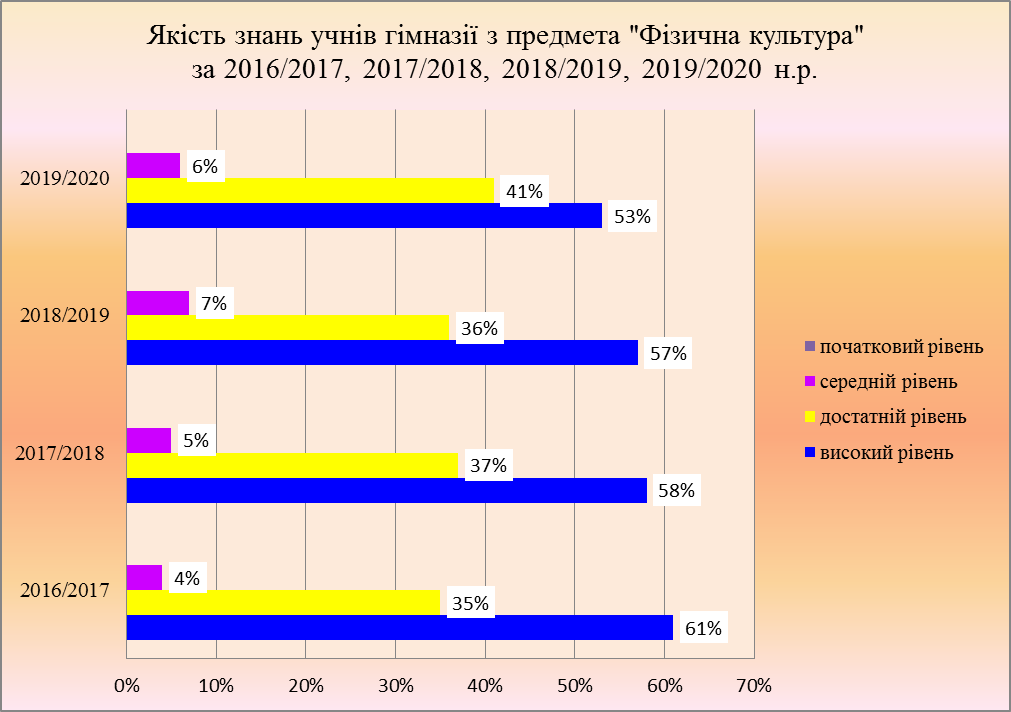 Якість знань учнів гімназії з предмета "Фізична культура"
за 2016/2017, 2017/2018, 2018/2019, 2019/2020 н.р.
2019/2020
6%
41%
53%
2018/2019
7%
36%
57%
2017/2018
5%
37%
58%
2016/2017
4%
35%
61%
0% 10% 20% 30% 40% 50% 60% 70%
початковий рівень
середній рівень
достатній рівень
високий рівень